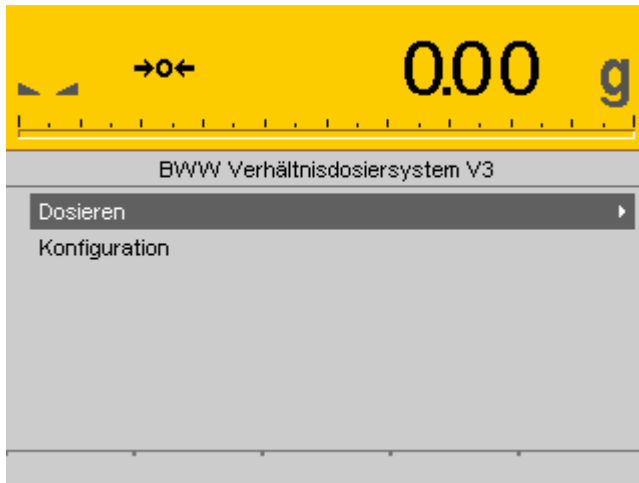 →0← 0.00 g
BWW Verhältnisdosiersystem V3
Dosieren
Konfiguration